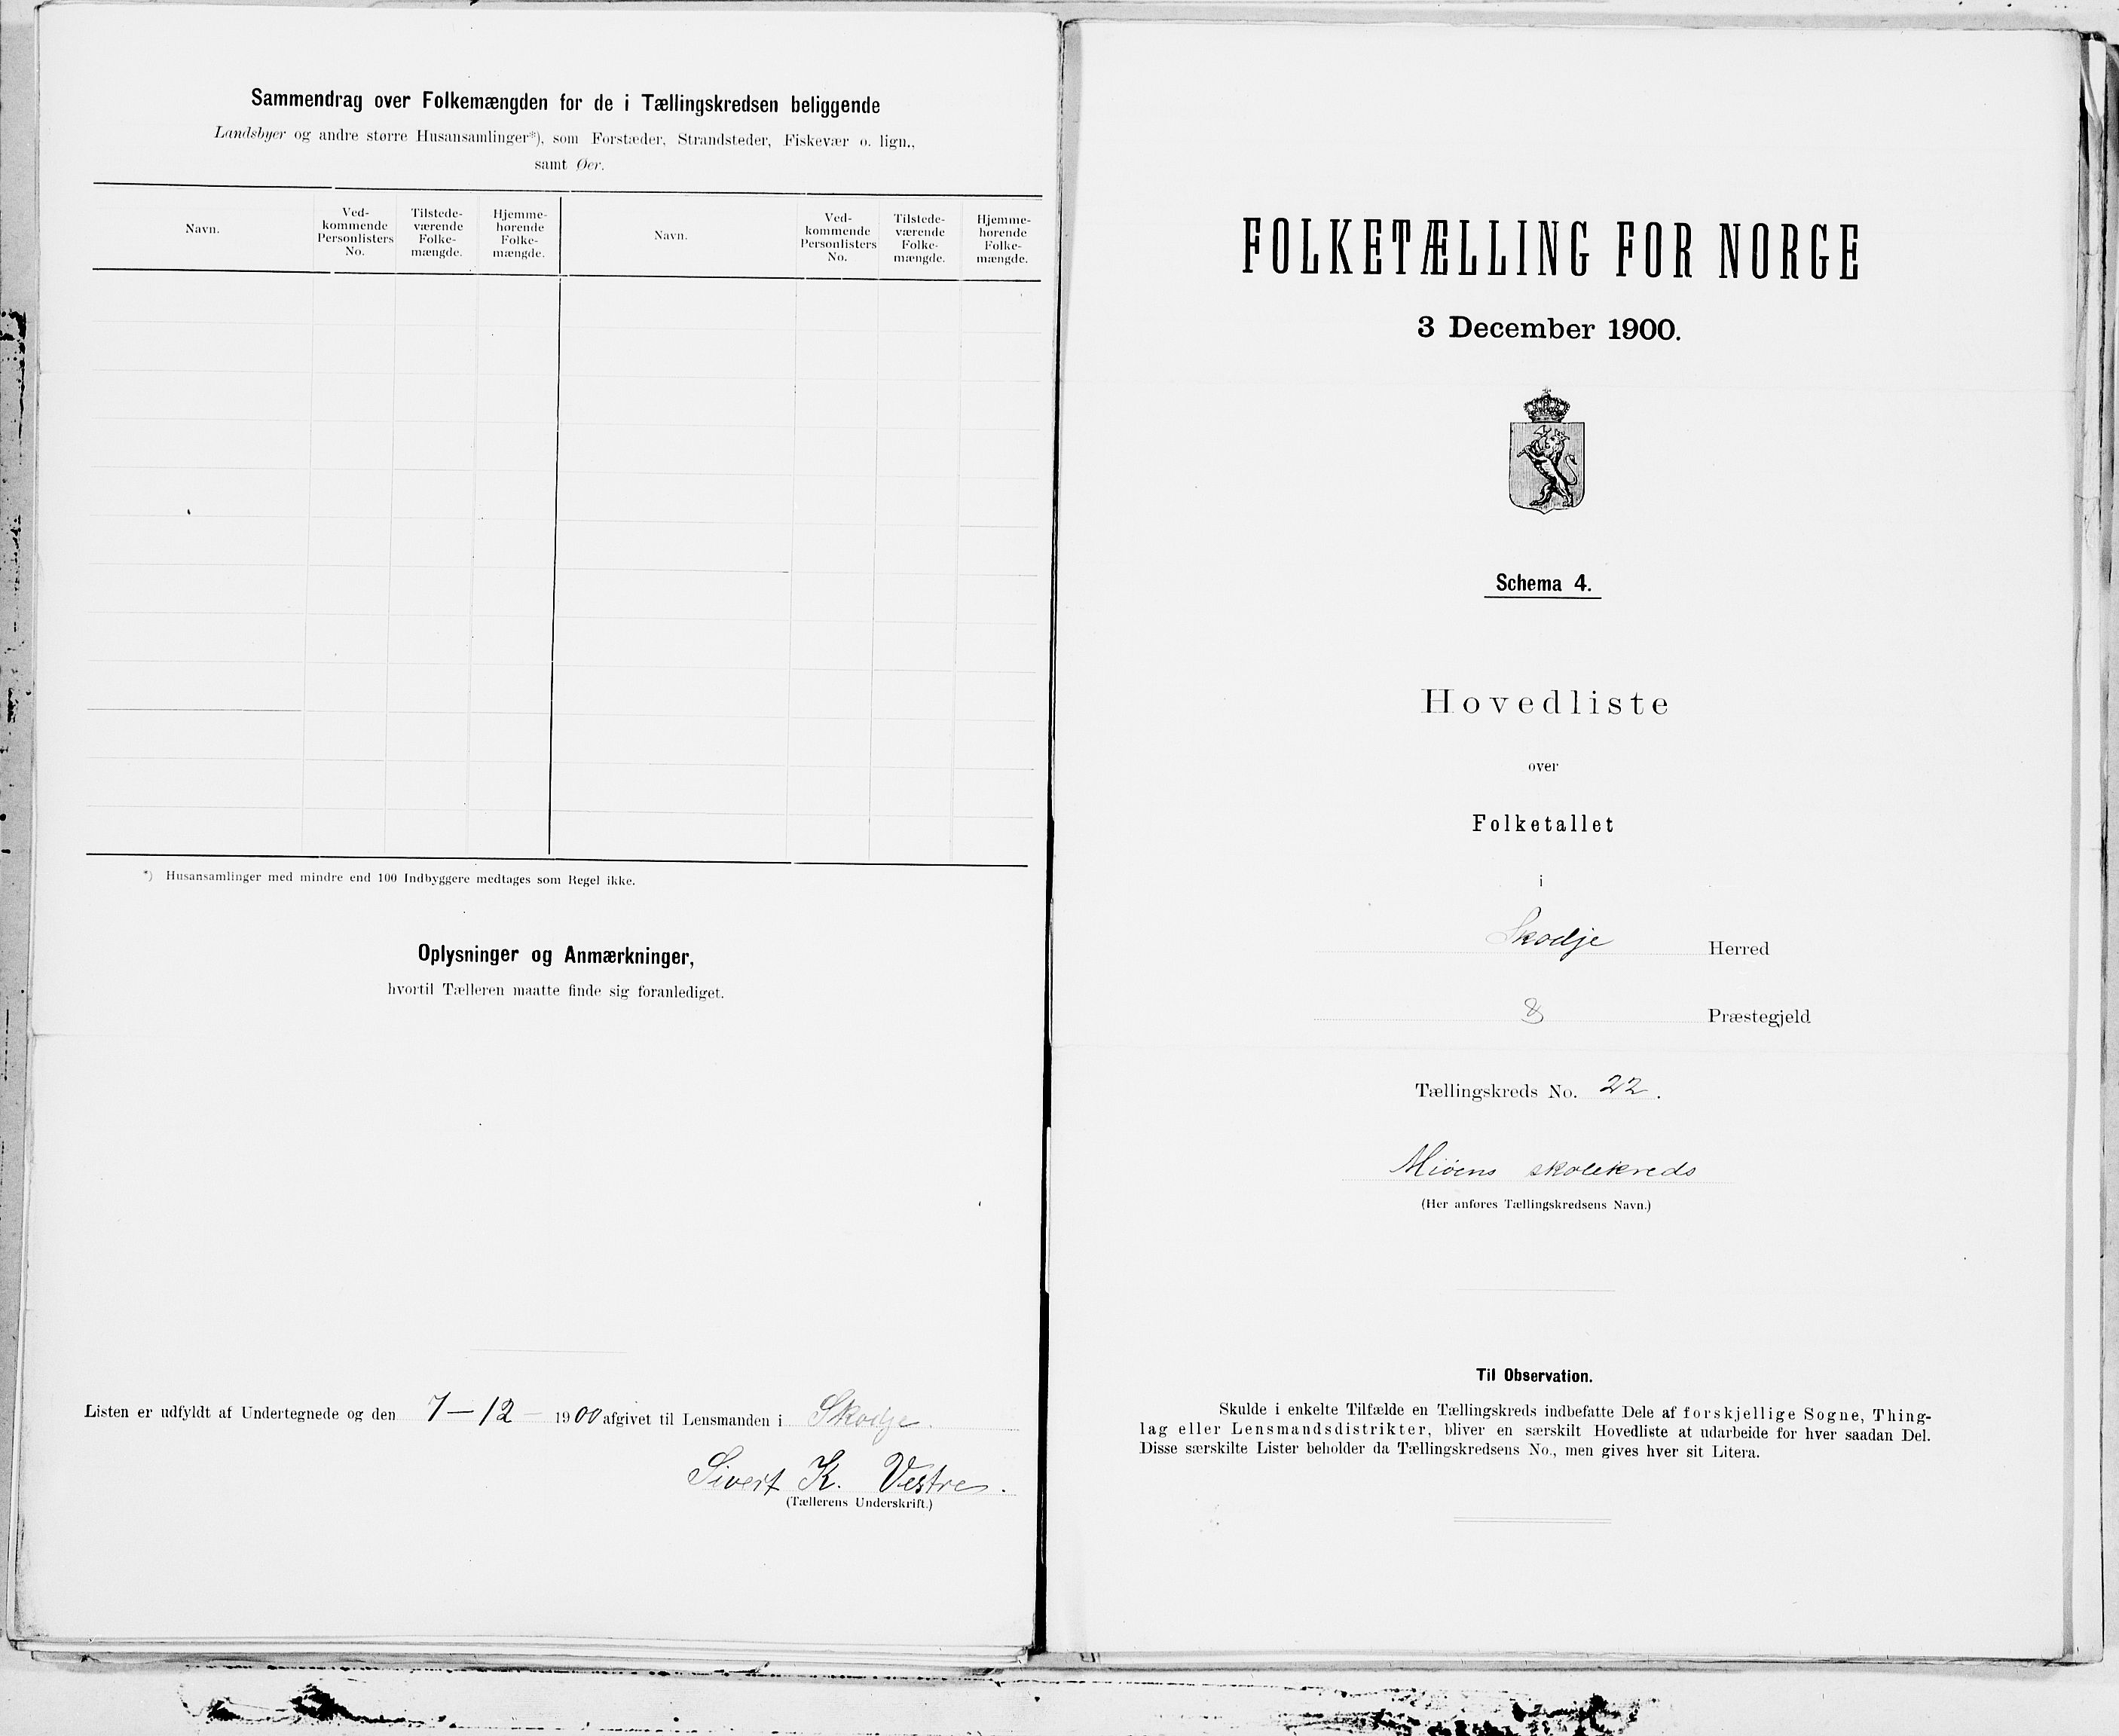 Sammendrag over Folkemængden for de i Tællingskredsen beliggende
Landsbyer og andre større Husansamlinger*), som Forstæder, Strandsteder, Fiskevær o. lign.,
samt Øer.
Navn.
Ved-
kommende
Personlisters
No.
Tilstede-
værende
Folke-
mængde.
Hjemme-
hørende
Folke-
mængde.
Navn.
Ved-
kommende
Personlisters
No.
Tilstede-
værende
Folke-
mængde.
Hjemme-
hørende
Folke-
mængde.
*) Husansamlinger med mindre end 100 Indbyggere medtages som Regel ikke.
Oplysninger og Anmærkninger,
hvortil Tælleren maatte finde sig foranlediget.
Listen er udfyldt af Undertegnede og den 7 – 12 – 1900 afgivet til Lensmanden i Skodje.
Sivert K. Vestre.
(Tællerens Underskrift.)
FOLKETÆLLING FOR NORGE
3 December 1900.
Schema 4.
Hovedliste
over
Folketallet
i
Skodje Herred
Præstegjeld
Tællingskreds No. 22.
skolekreds
(Her anføres Tællingskredsens Navn.)
Til Observation.
Skulde i enkelte Tilfælde en Tællingskreds indbefatte Dele af forskjellige Sogne, Thing-
lag eller Lensmandsdistrikter, bliver en særskilt Hovedliste at udarbeide for hver saadan Del.
Disse særskilte Lister beholder da Tællingskredsens No., men gives hver sit Litera.